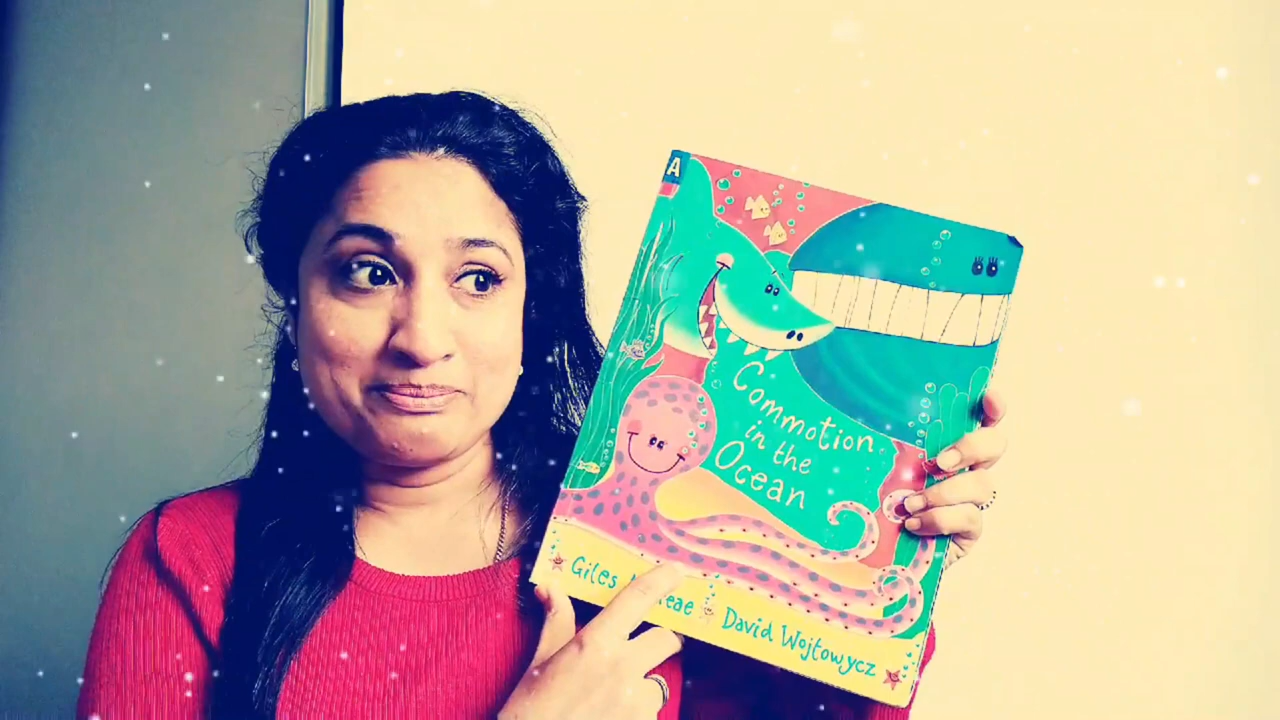 A
Commotion
in the
Ocean
Giles
David Wojtowycz